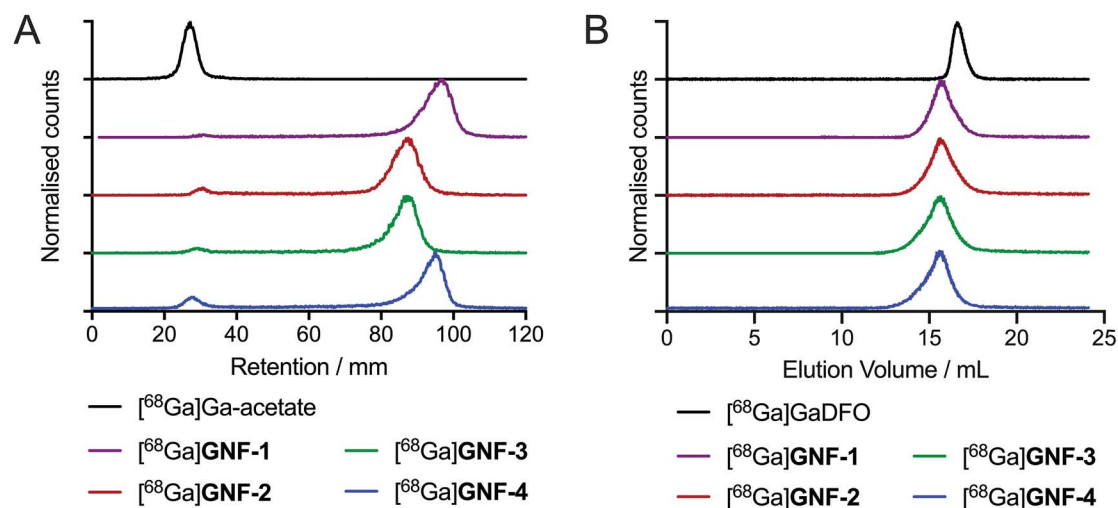 A
Normalised counts
0 20 40 60 80 100 120
Retention / mm
[⁶⁸Ga]Ga-acetate
[⁶⁸Ga]GNF-1 [⁶⁸Ga]GNF-3
[⁶⁸Ga]GNF-2 [⁶⁸Ga]GNF-4
B
Normalised counts
0 5 10 15 20 25
Elution Volume / mL
[⁶⁸Ga]GaDFO
[⁶⁸Ga]GNF-1 [⁶⁸Ga]GNF-3
[⁶⁸Ga]GNF-2 [⁶⁸Ga]GNF-4